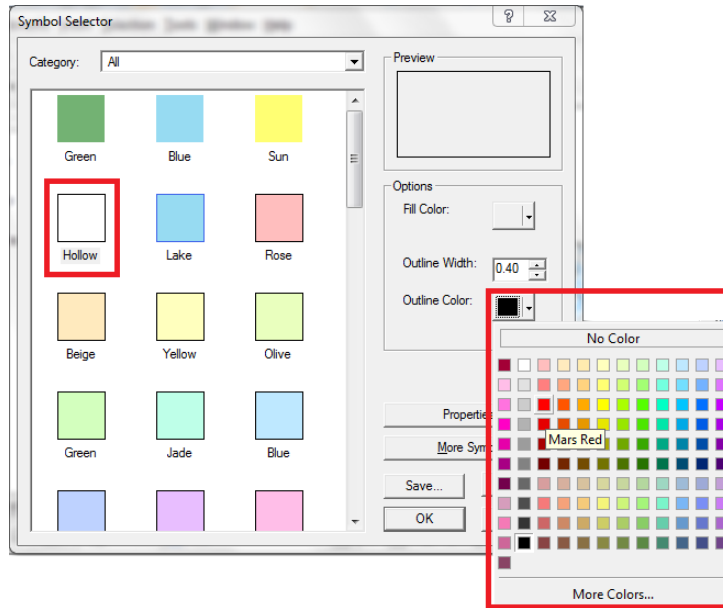 Symbol Selector
Category: All
Green Blue Sun
Hollow Lake Rose
Beige Yellow Olive
Green Jade Blue
Preview
Options
Fill Color:
Outline Width: 0.40
Outline Color:
No Color
Mars Red
More Colors...
Save...
OK